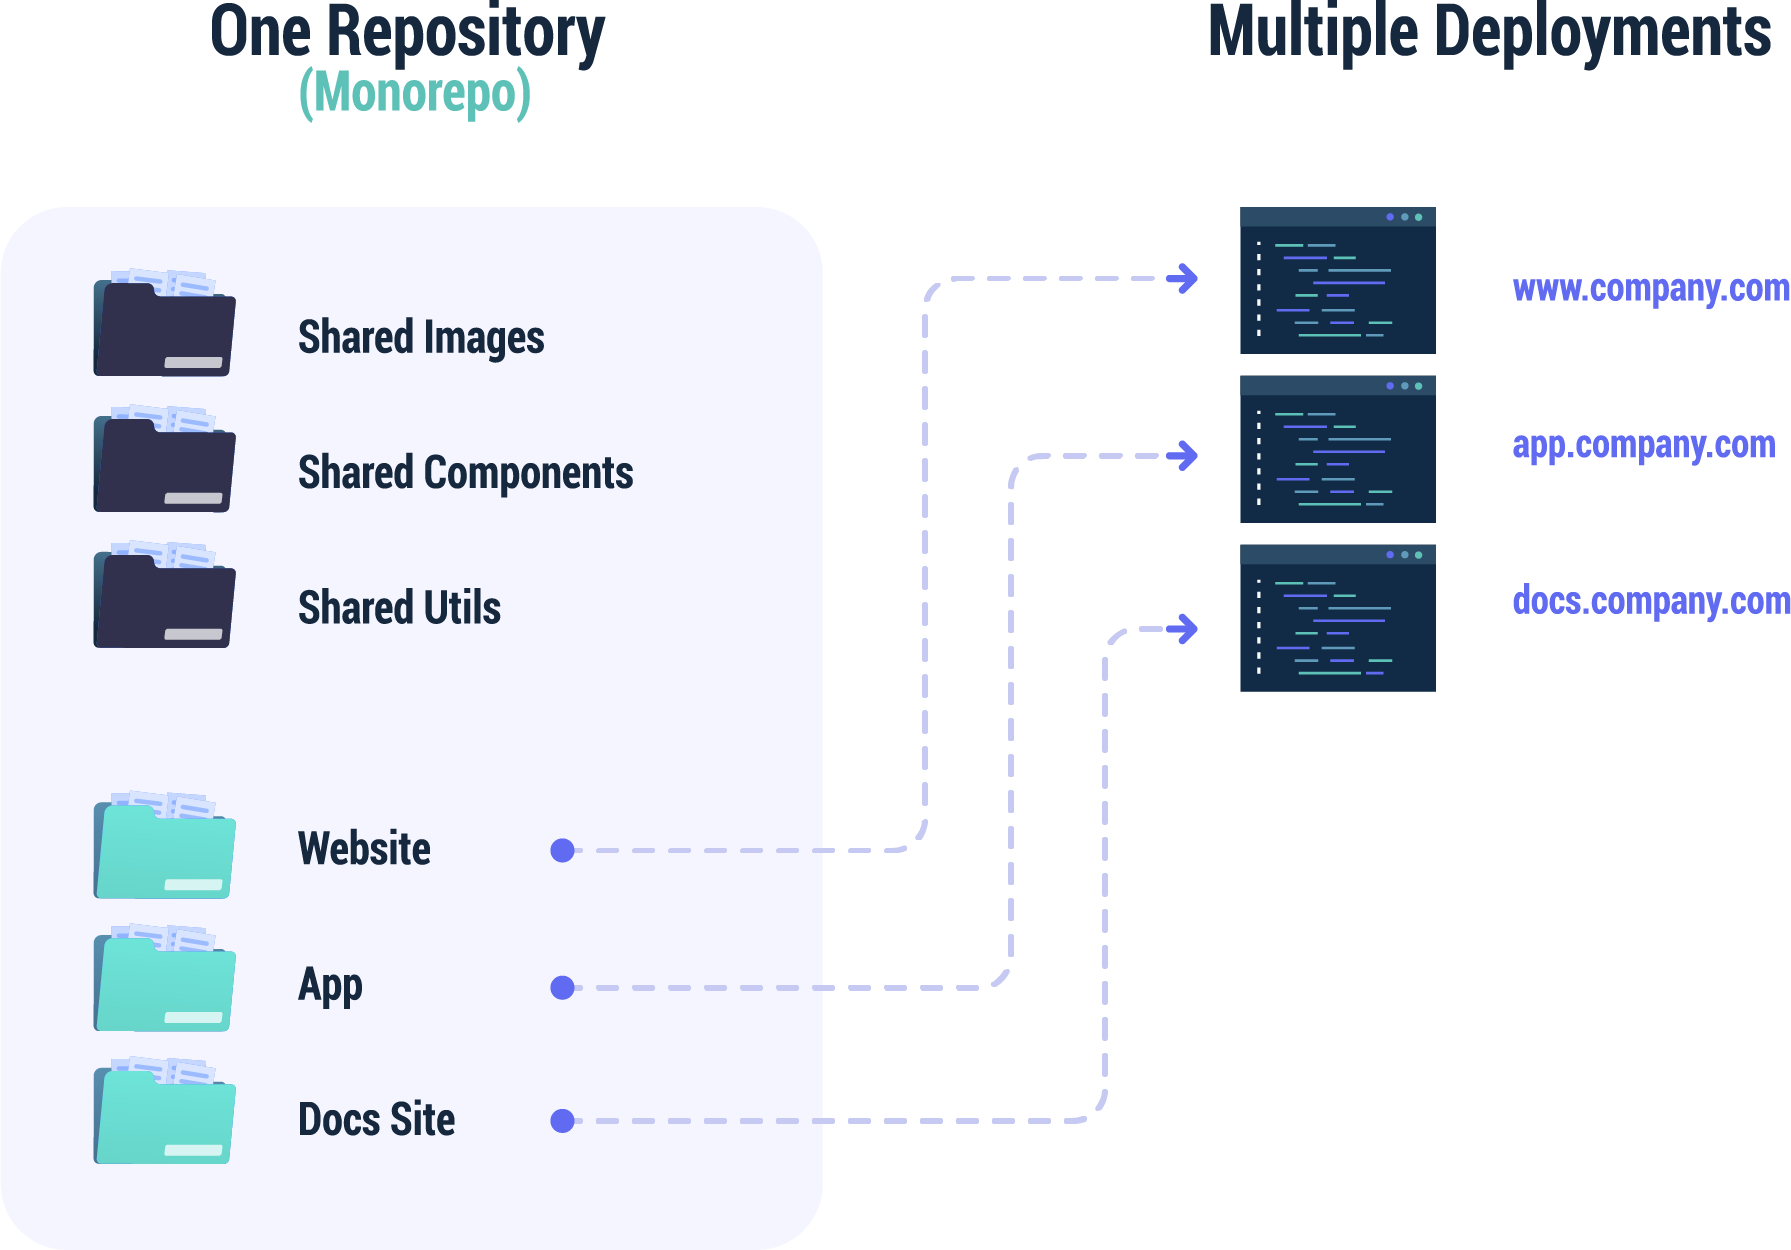 One Repository
(Monorepo)
Shared Images
Shared Components
Shared Utils
Website
App
Docs Site
Multiple Deployments
www.company.com
app.company.com
docs.company.com